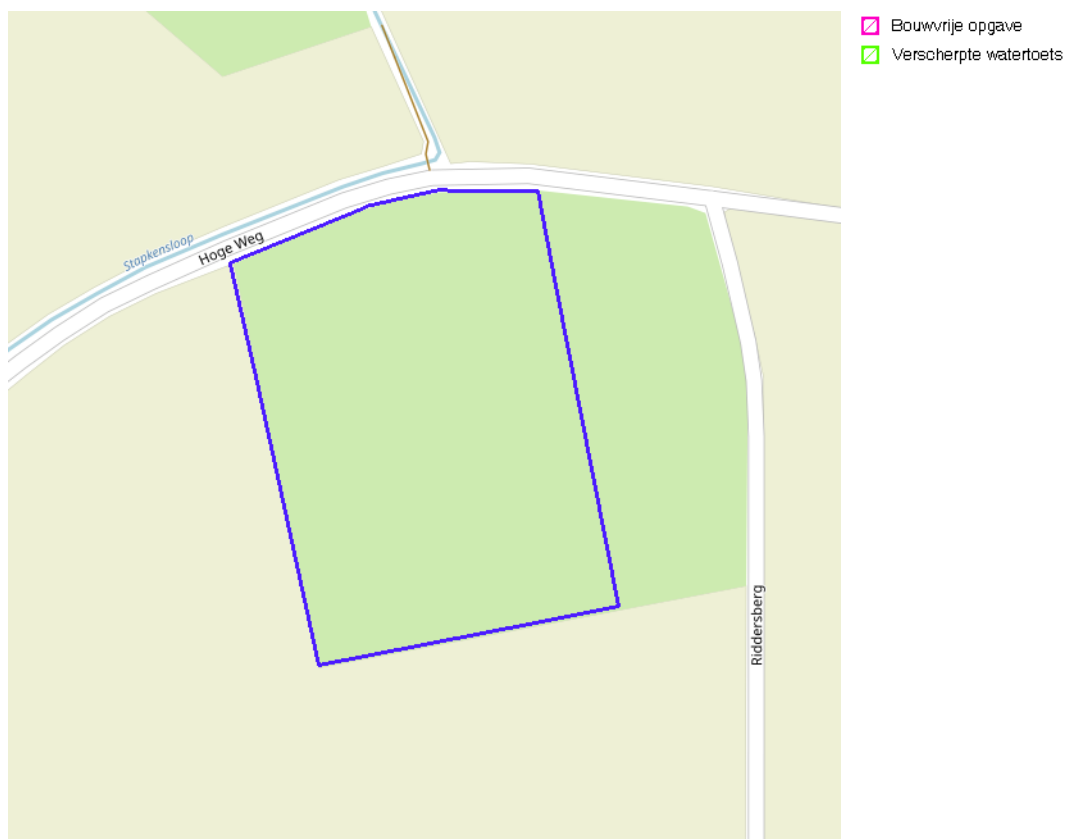 Bouwvrije opgave
Verscherpte watertoets
Stapkensloop
Hoge Weg
Riddersberg